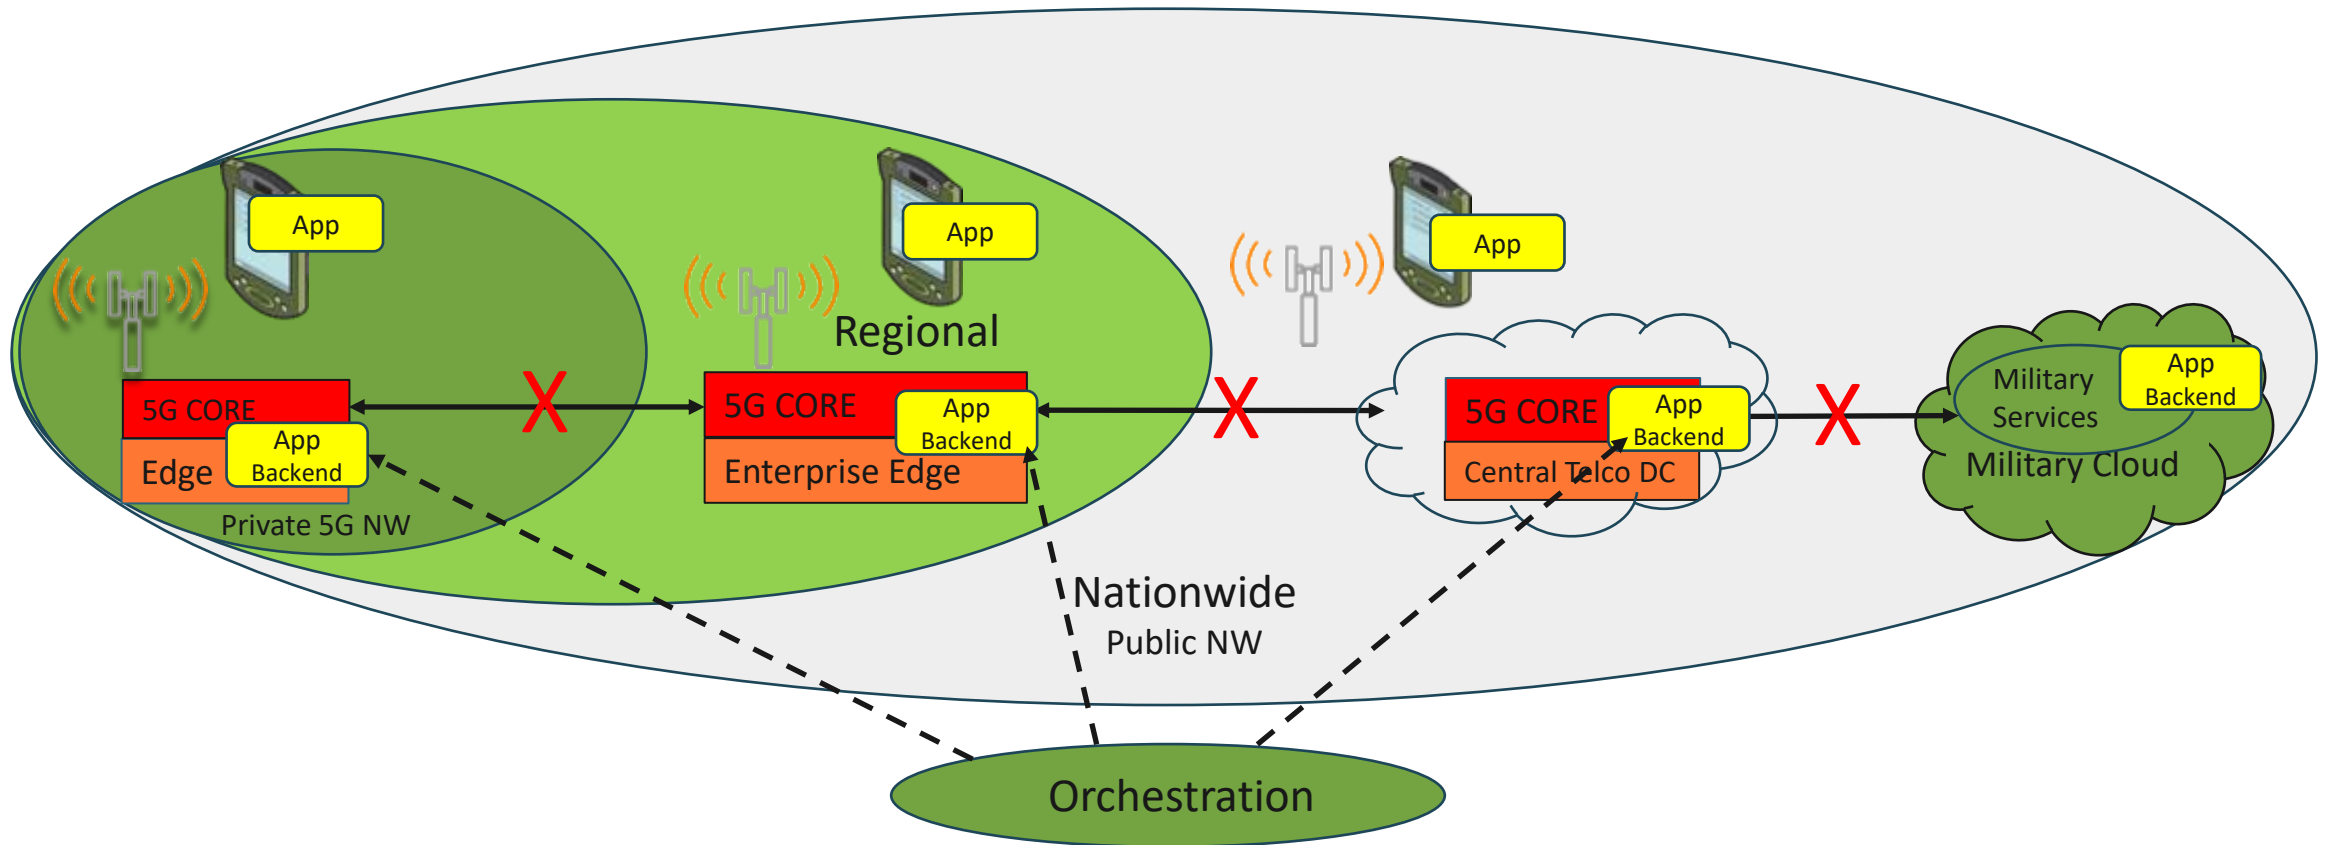 App
App
App
Regional
5G CORE
App
Backend
Edge
Private 5G NW
X
5G CORE
App
Backend
Enterprise Edge
X
5G CORE
App
Backend
Central Telco DC
X
Military
Services
App
Backend
Military Cloud
Nationwide
Public NW
Orchestration